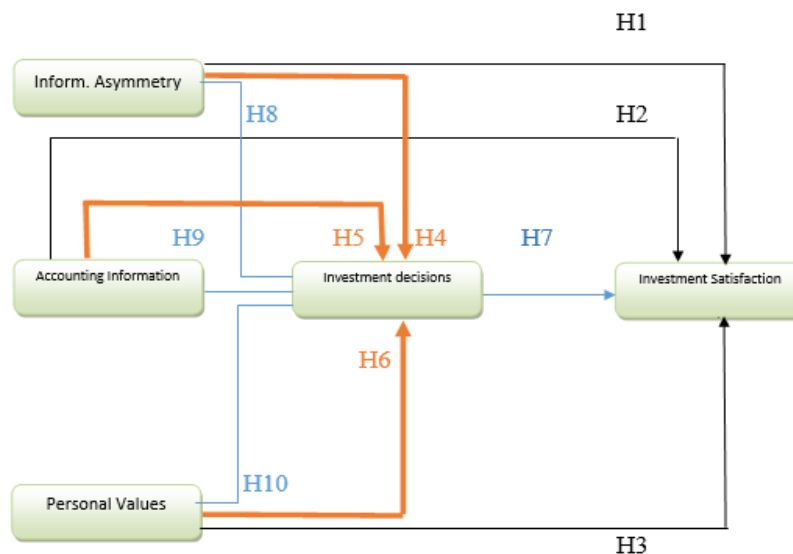 H1
Inform. Asymmetry
H8
H2
H9
H5
H4
H7
Accounting Information
Investment decisions
Investment Satisfaction
H6
H10
Personal Values
H3